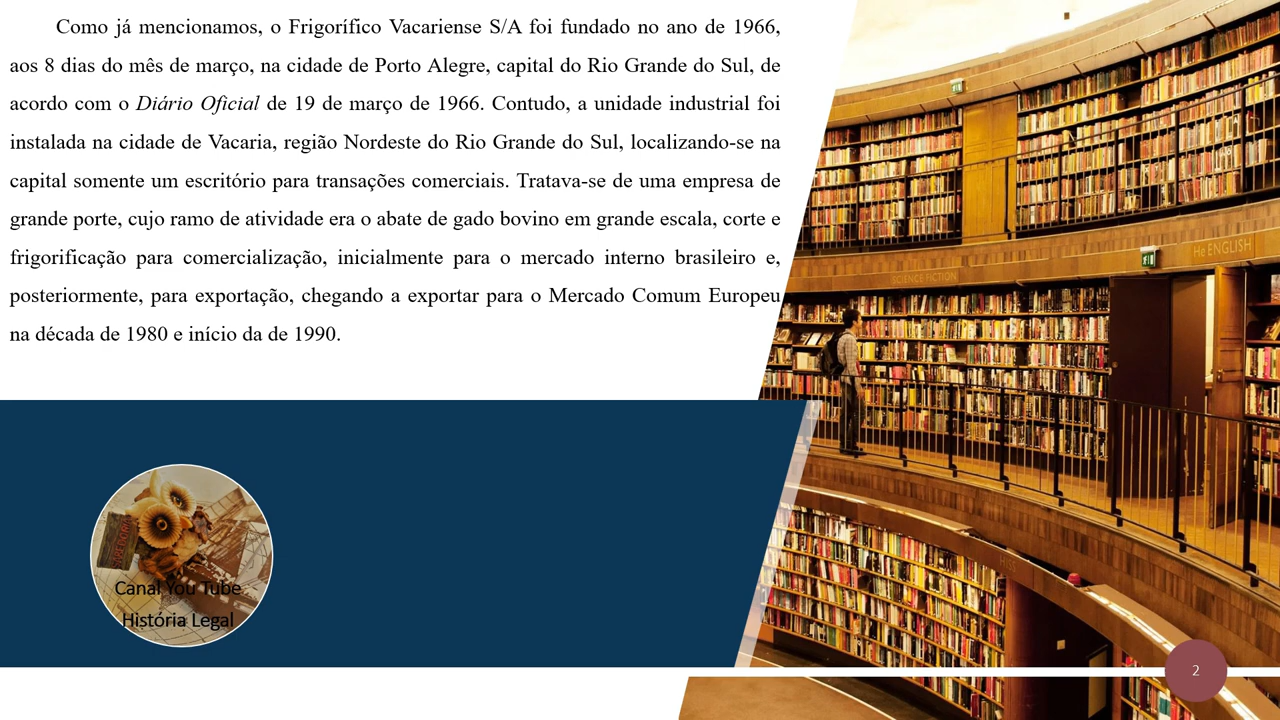 Como já mencionamos, o Frigorífico Vacariense S/A foi fundado no ano de 1966,
aos 8 dias do mês de março, na cidade de Porto Alegre, capital do Rio Grande do Sul, de
acordo com o Diário Oficial de 19 de março de 1966. Contudo, a unidade industrial foi
instalada na cidade de Vacaria, região Nordeste do Rio Grande do Sul, localizando-se na
capital somente um escritório para transações comerciais. Tratava-se de uma empresa de
grande porte, cujo ramo de atividade era o abate de gado bovino em grande escala, corte e
frigorificação para comercialização, inicialmente para o mercado interno brasileiro e,
posteriormente, para exportação, chegando a exportar para o Mercado Comum Europeu
na década de 1980 e início da de 1990.
He ENGLISH
SCIENCE FICTION
Canal You Tube
História Legal
2